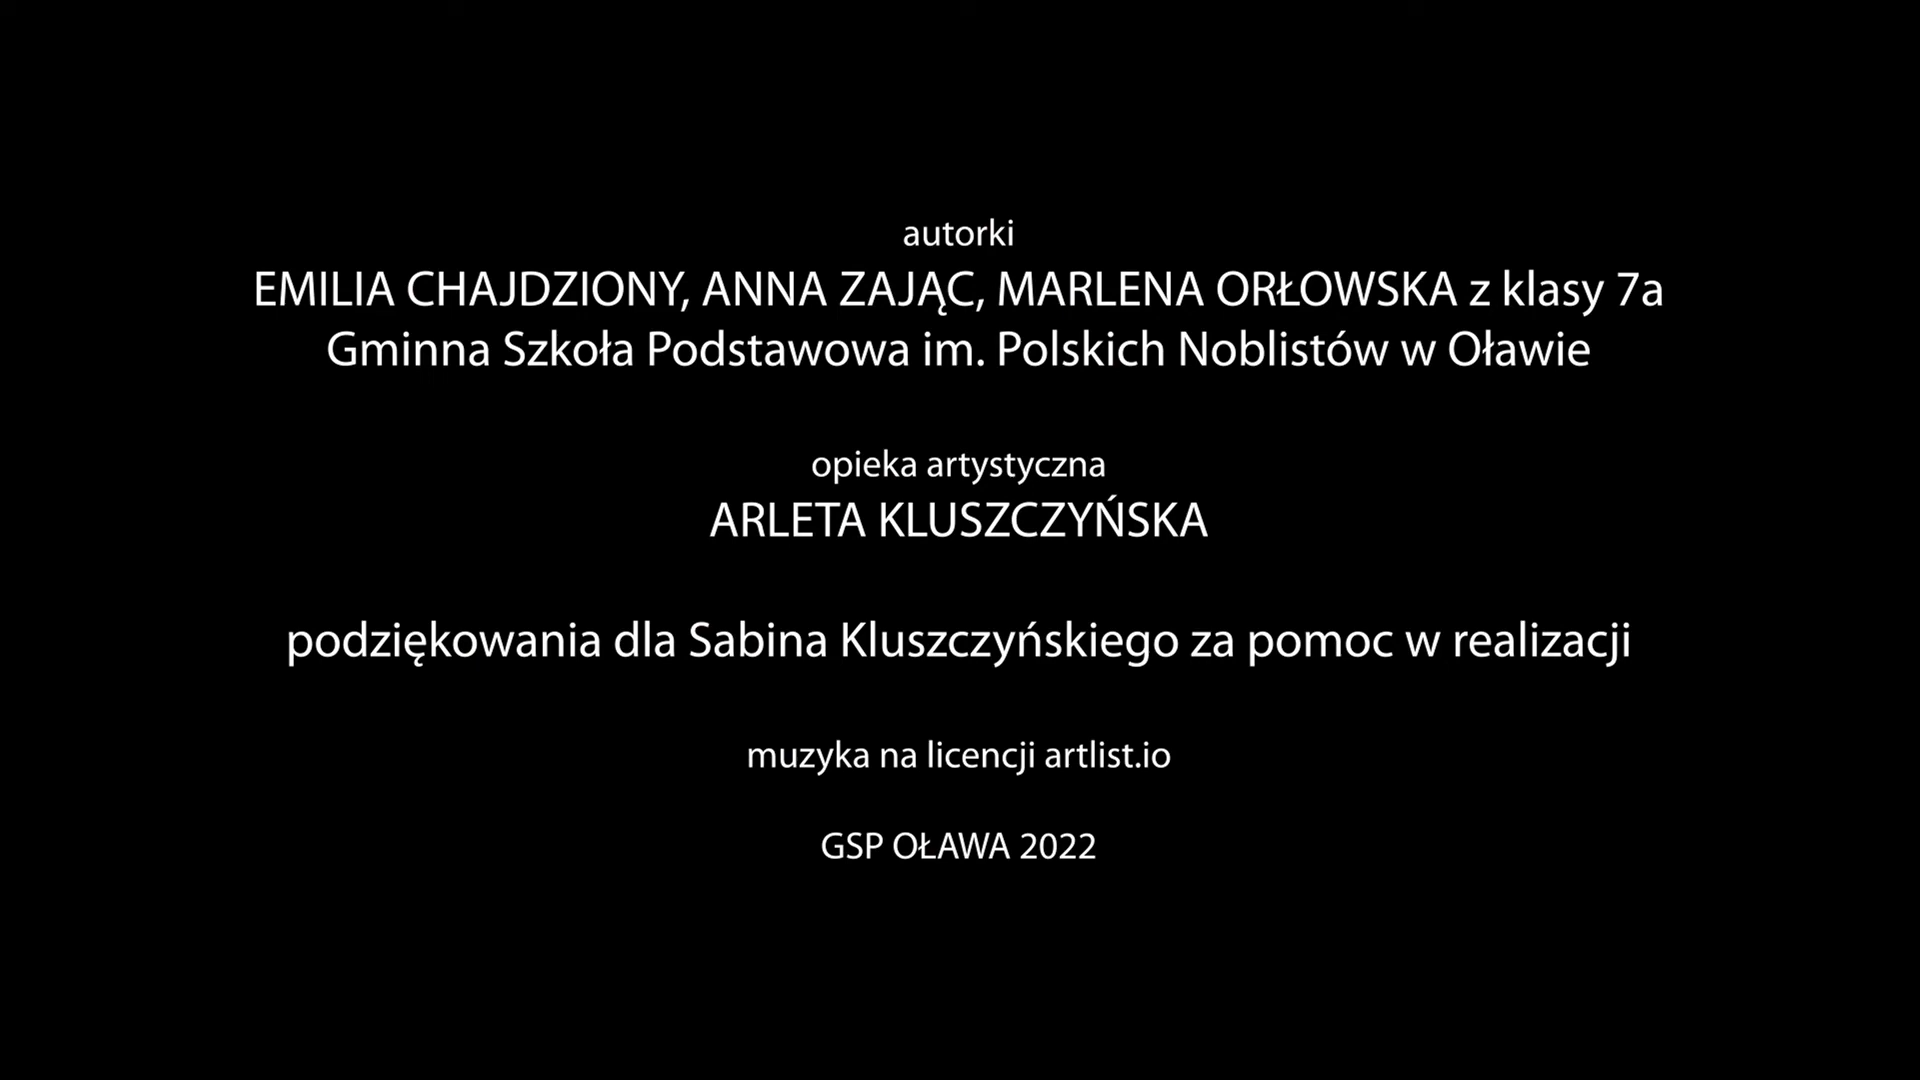 autorki
EMILIA CHAJDZIONY, ANNA ZAJĄC, MARLENA ORŁOWSKA z klasy 7a
Gminna Szkoła Podstawowa im. Polskich Noblistów w Oławie
opieka artystyczna
ARLETA KLUSZCZYŃSKA
podziękowania dla Sabina Kluszczyńskiego za pomoc w realizacji
muzyka na licencji artlist.io
GSP OŁAWA 2022